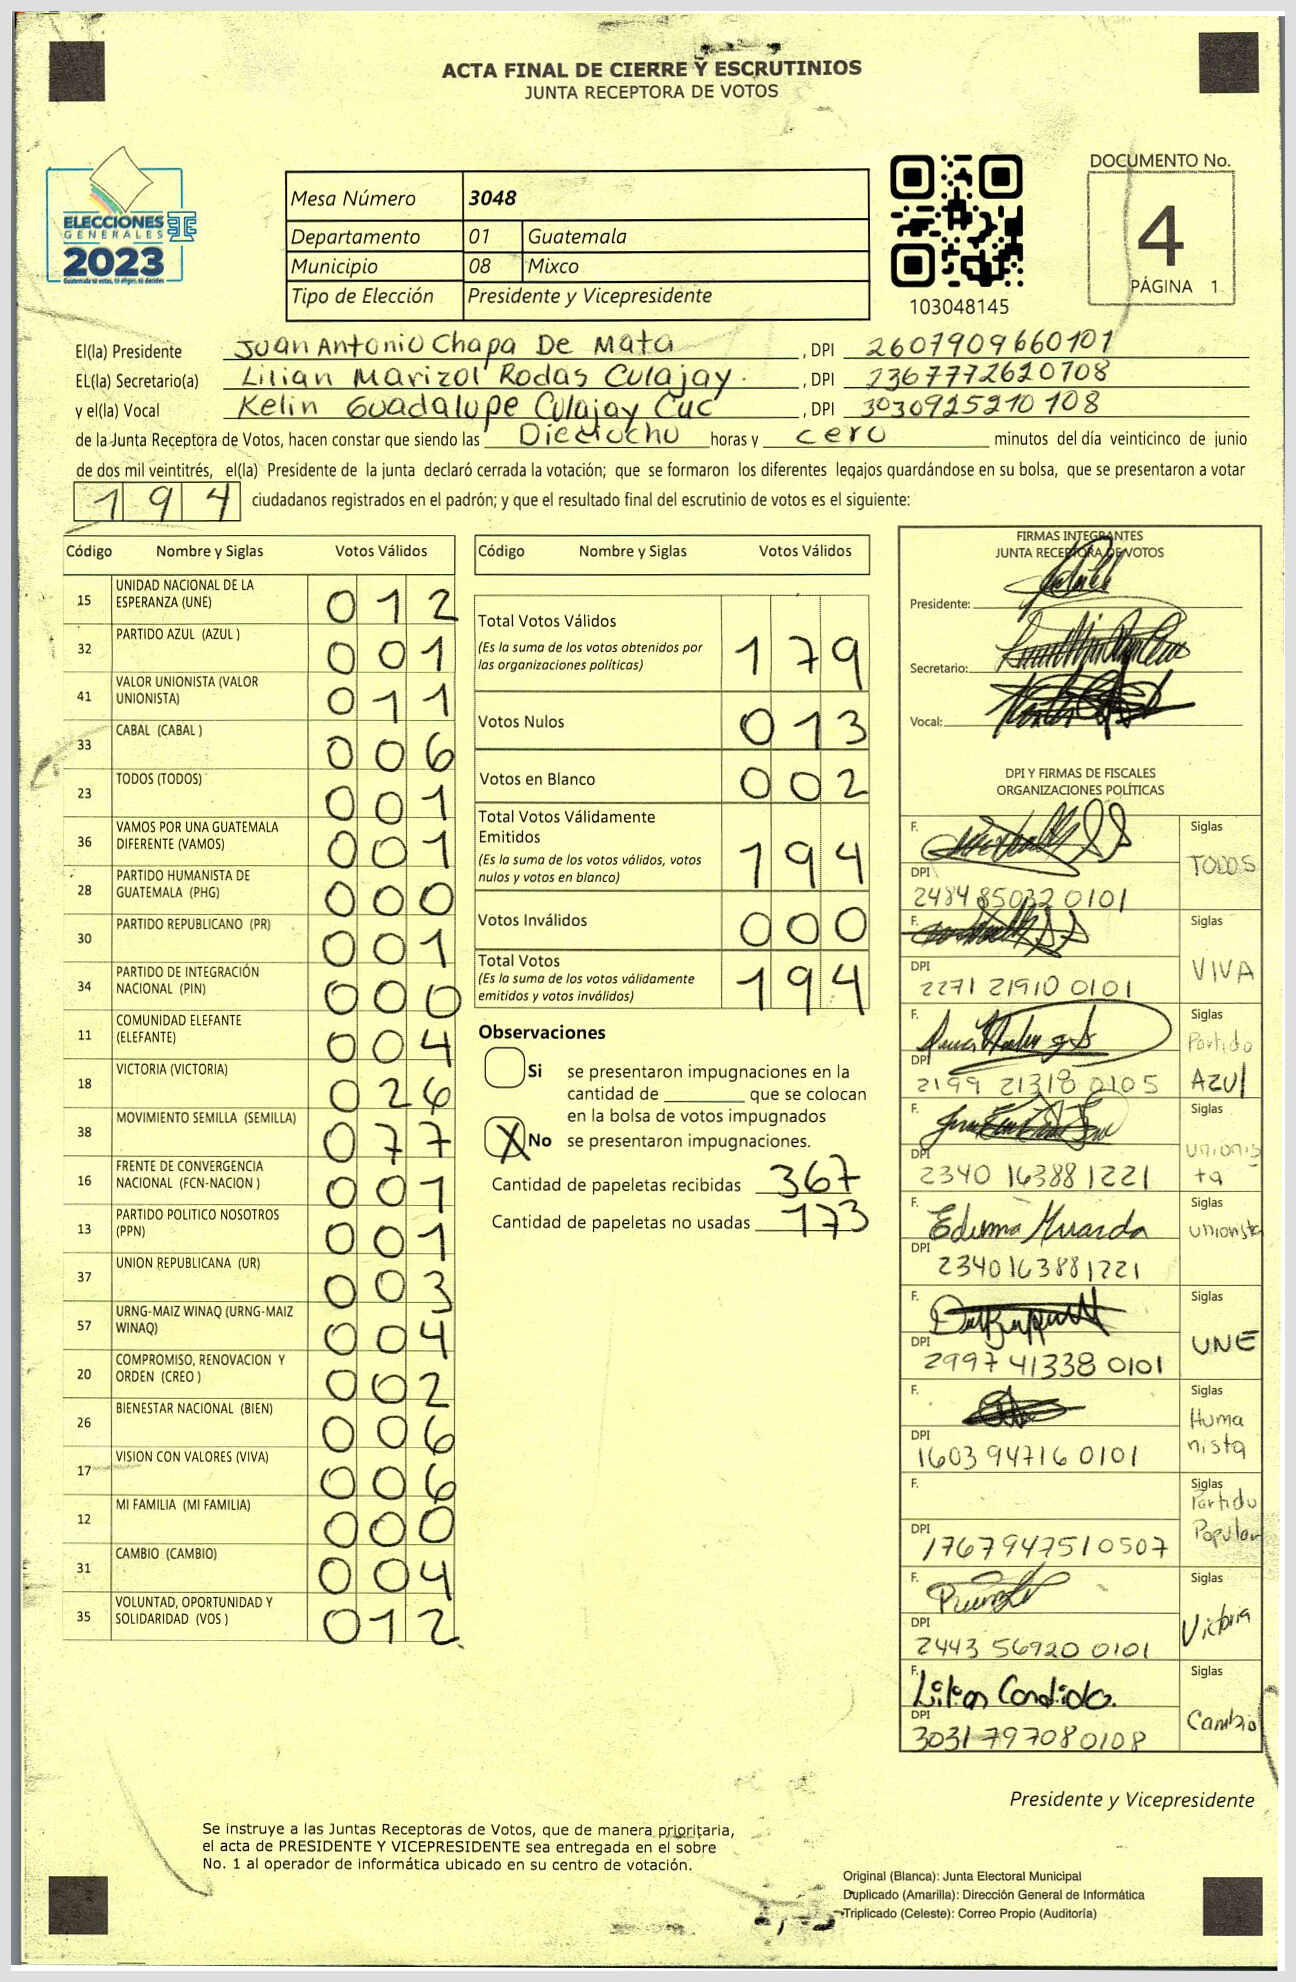 ACTA FINAL DE CIERRE Y ESCRUTINIOS
JUNTA RECEPTORA DE VOTOS
ELECCIONES
GENERALES
2023
Guatemala tú votas, tú eliges, tú decides
Mesa Número 3048
Departamento 01 Guatemala
Municipio 08 Mixco
Tipo de Elección Presidente y Vicepresidente
103048145
DOCUMENTO No.
4
PÁGINA 1
El(la) Presidente Juan Antonio Chapa De Mata , DPI 2607909660101
EL(la) Secretario(a) Lilian Marizol Rodas Culajay. , DPI 2367772620108
y el(la) Vocal Kelin Guadalupe Culajay Cuc , DPI 3030925210108
de la Junta Receptora de Votos, hacen constar que siendo las Dieciocho horas y cero minutos del día veinticinco de junio
de dos mil veintitrés, el(la) Presidente de la junta declaró cerrada la votación; que se formaron los diferentes legajos quardándose en su bolsa, que se presentaron a votar
194 ciudadanos registrados en el padrón; y que el resultado final del escrutinio de votos es el siguiente:
Código Nombre y Siglas Votos Válidos
15 UNIDAD NACIONAL DE LA ESPERANZA (UNE) 012
32 PARTIDO AZUL (AZUL ) 001
41 VALOR UNIONISTA (VALOR UNIONISTA) 011
33 CABAL (CABAL ) 006
23 TODOS (TODOS) 001
36 VAMOS POR UNA GUATEMALA DIFERENTE (VAMOS) 001
28 PARTIDO HUMANISTA DE GUATEMALA (PHG) 000
30 PARTIDO REPUBLICANO (PR) 001
34 PARTIDO DE INTEGRACIÓN NACIONAL (PIN) 000
11 COMUNIDAD ELEFANTE (ELEFANTE) 004
18 VICTORIA (VICTORIA) 026
38 MOVIMIENTO SEMILLA (SEMILLA) 077
16 FRENTE DE CONVERGENCIA NACIONAL (FCN-NACION ) 001
13 PARTIDO POLITICO NOSOTROS (PPN) 001
37 UNION REPUBLICANA (UR) 003
57 URNG-MAIZ WINAQ (URNG-MAIZ WINAQ) 004
20 COMPROMISO, RENOVACION Y ORDEN (CREO ) 002
26 BIENESTAR NACIONAL (BIEN) 006
17 VISION CON VALORES (VIVA) 006
12 MI FAMILIA (MI FAMILIA) 000
31 CAMBIO (CAMBIO) 004
35 VOLUNTAD, OPORTUNIDAD Y SOLIDARIDAD (VOS ) 012
Código Nombre y Siglas Votos Válidos
Total Votos Válidos 179
(Es la suma de los votos obtenidos por
las organizaciones políticas)
Votos Nulos 013
Votos en Blanco 002
Total Votos Válidamente
Emitidos 194
(Es la suma de los votos válidos, votos
nulos y votos en blanco)
Votos Inválidos 000
Total Votos 194
(Es la suma de los votos válidamente
emitidos y votos inválidos)
Observaciones
Si se presentaron impugnaciones en la
cantidad de ________ que se colocan
en la bolsa de votos impugnados
X No se presentaron impugnaciones.
Cantidad de papeletas recibidas 367
Cantidad de papeletas no usadas 173
FIRMAS INTEGRANTES
JUNTA RECEPTORA DE VOTOS
Presidente:
Secretario:
Vocal:
DPI Y FIRMAS DE FISCALES
ORGANIZACIONES POLÍTICAS
F. Siglas
TODOS
DPI
2484 85032 0101
F. Siglas
VIVA
DPI
2271 21910 0101
F. Siglas
Partido
AZUL
DPI
2199 21318 0105
F. Siglas
unionis
ta
DPI
2340 16388 1221
F. Siglas
Edilma Miranda
unionista
DPI
2340163881221
F. Siglas
UNE
DPI
2997 41338 0101
F. Siglas
Huma
nista
DPI
1603 94716 0101
F. Siglas
Partido
Popular
DPI
1767947510507
F. Siglas
Victoria
DPI
2443 56920 0101
F. Siglas
Lilian Condido.
Cambio
DPI
3031 79708 0108
Presidente y Vicepresidente
Se instruye a las Juntas Receptoras de Votos, que de manera prioritaria,
el acta de PRESIDENTE Y VICEPRESIDENTE sea entregada en el sobre
No. 1 al operador de informática ubicado en su centro de votación.
Original (Blanca): Junta Electoral Municipal
Duplicado (Amarilla): Dirección General de Informática
Triplicado (Celeste): Correo Propio (Auditoría)